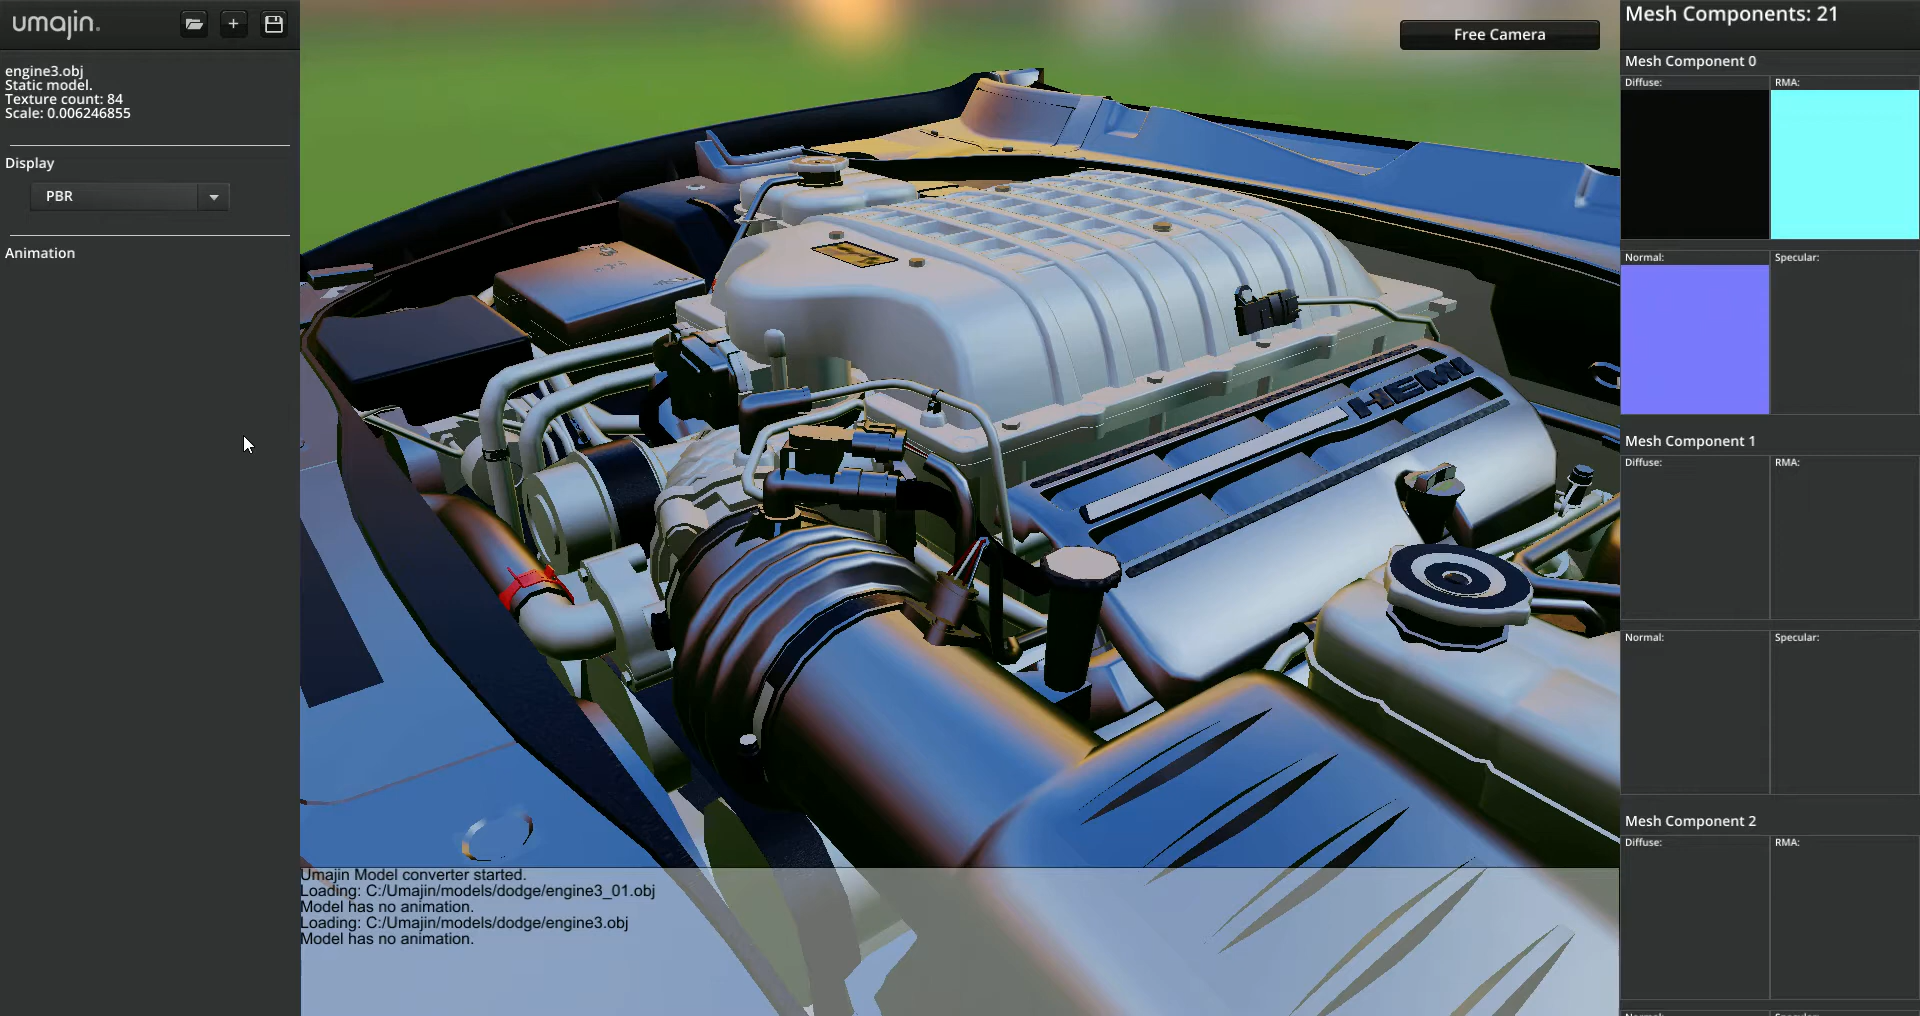 umajin.
engine3.obj
Static model.
Texture count: 84
Scale: 0.006246855
Display
PBR
Animation
Free Camera
HEMI
Umajin Model converter started.
Loading: C:/Umajin/models/dodge/engine3_01.obj
Model has no animation.
Loading: C:/Umajin/models/dodge/engine3.obj
Model has no animation.
Mesh Components: 21
Mesh Component 0
Diffuse: RMA:
Normal: Specular:
Mesh Component 1
Diffuse: RMA:
Normal: Specular:
Mesh Component 2
Diffuse: RMA: